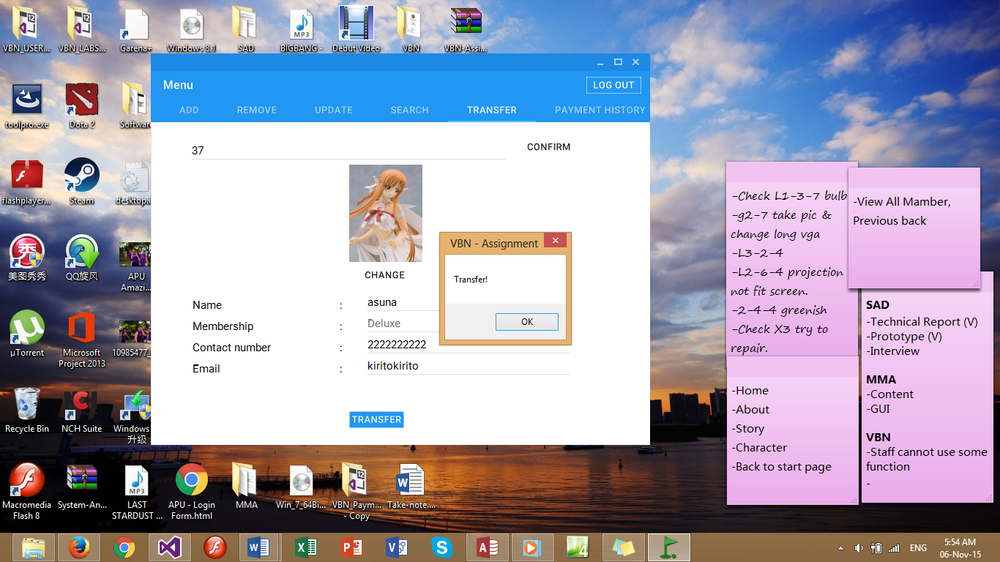 VBN_USER...
VBN_LABS...
Garena+
Windows 8.1
SAD
BIGBANG -
Debut Video
VBN
VBN-Assi...
toolpro.exe
Dota 2
Software
flashplayer...
Steam
desktop.i
美图秀秀
QQ旋风
APU
Amazi...
µTorrent
Microsoft
Project 2013
10985477_
Recycle Bin
NCH Suite
Windows
升级
Macromedia
Flash 8
System-An...
LAST
STARDUST ...
APU - Login
Form.html
MMA
Win_7_64Bi...
VBN_Paym...
- Copy
Take-note....
Menu
LOG OUT
ADD
REMOVE
UPDATE
SEARCH
TRANSFER
PAYMENT HISTORY
37
CONFIRM
CHANGE
Name : asuna
Membership : Deluxe
Contact number : 2222222222
Email : kiritokirito
TRANSFER
VBN - Assignment
Transfer!
OK
-Check L1-3-7 bulb
-g2-7 take pic &
change long vga
-L3-2-4
-L2-6-4 projection
not fit screen.
-2-4-4 greenish
-Check X3 try to
repair.
-View All Mamber,
Previous back
-Home
-About
-Story
-Character
-Back to start page
SAD
-Technical Report (V)
-Prototype (V)
-Interview
MMA
-Content
-GUI
VBN
-Staff cannot use some
function
-
ENG
5:54 AM
06-Nov-15